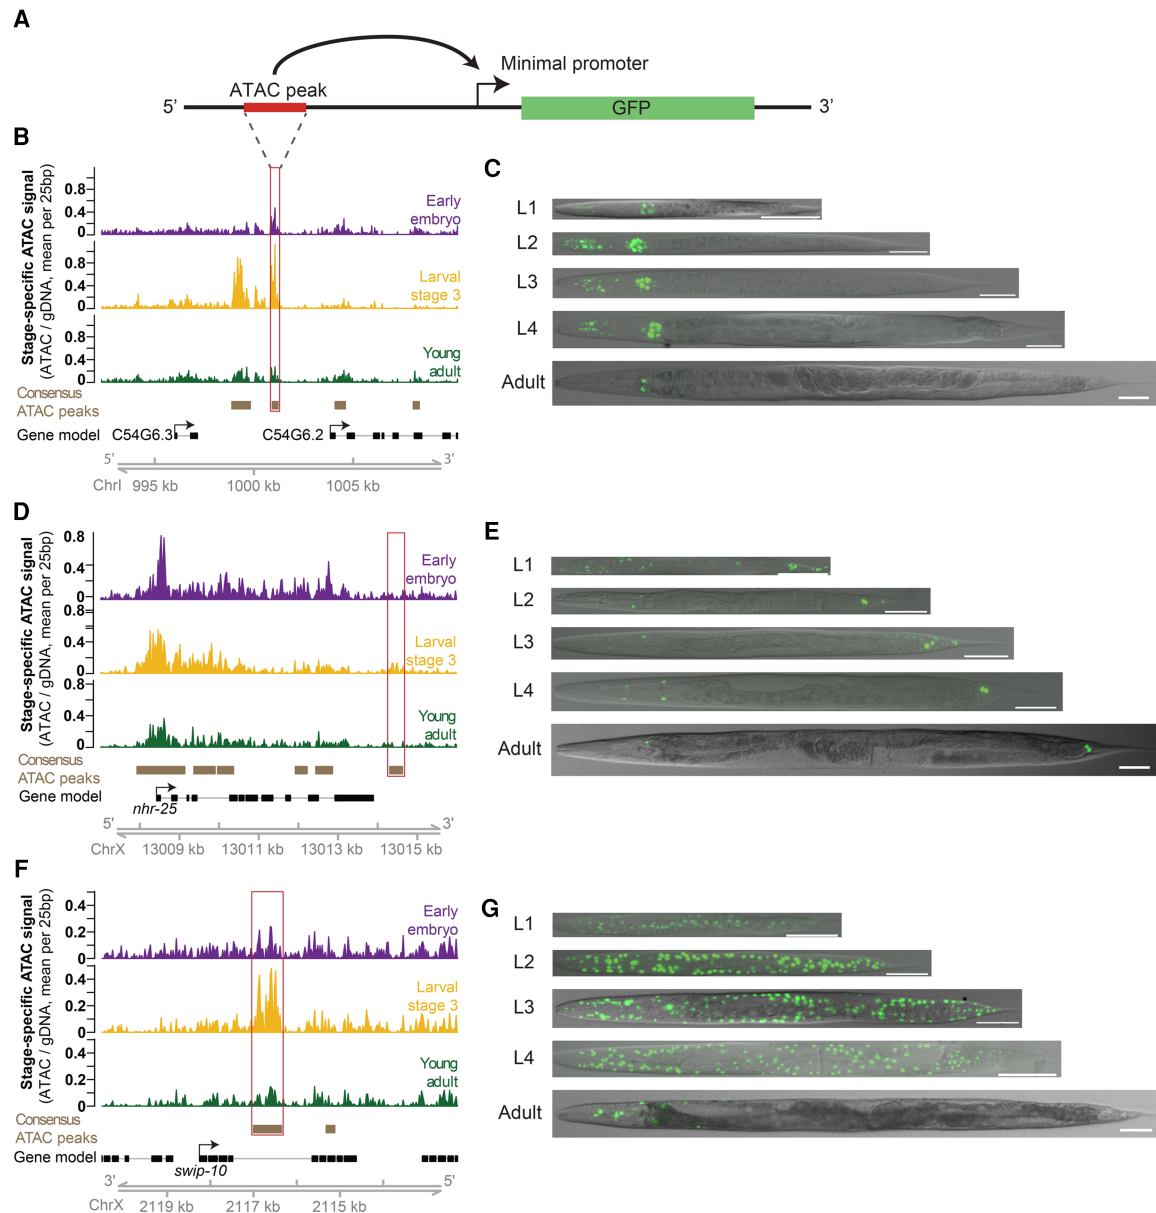 A
5'
ATAC peak
Minimal promoter
GFP
3'
B
Stage-specific ATAC signal
(ATAC / gDNA, mean per 25bp)
0.8
0.4
0
Early
embryo
0.8
0.4
0
Larval
stage 3
0.8
0.4
0
Young
adult
Consensus
ATAC peaks
Gene model
C54G6.3
C54G6.2
5'
3'
ChrI
995 kb
1000 kb
1005 kb
C
L1
L2
L3
L4
Adult
D
Stage-specific ATAC signal
(ATAC / gDNA, mean per 25bp)
0.8
0.4
0
Early
embryo
0.8
0.4
0
Larval
stage 3
0.8
0.4
0
Young
adult
Consensus
ATAC peaks
Gene model
nhr-25
5'
3'
ChrX
13009 kb
13011 kb
13013 kb
13015 kb
E
L1
L2
L3
L4
Adult
F
Stage-specific ATAC signal
(ATAC / gDNA, mean per 25bp)
0.4
0.2
0
Early
embryo
0.4
0.2
0
Larval
stage 3
0.4
0.2
0
Young
adult
Consensus
ATAC peaks
Gene model
swip-10
3'
5'
ChrX
2119 kb
2117 kb
2115 kb
G
L1
L2
L3
L4
Adult